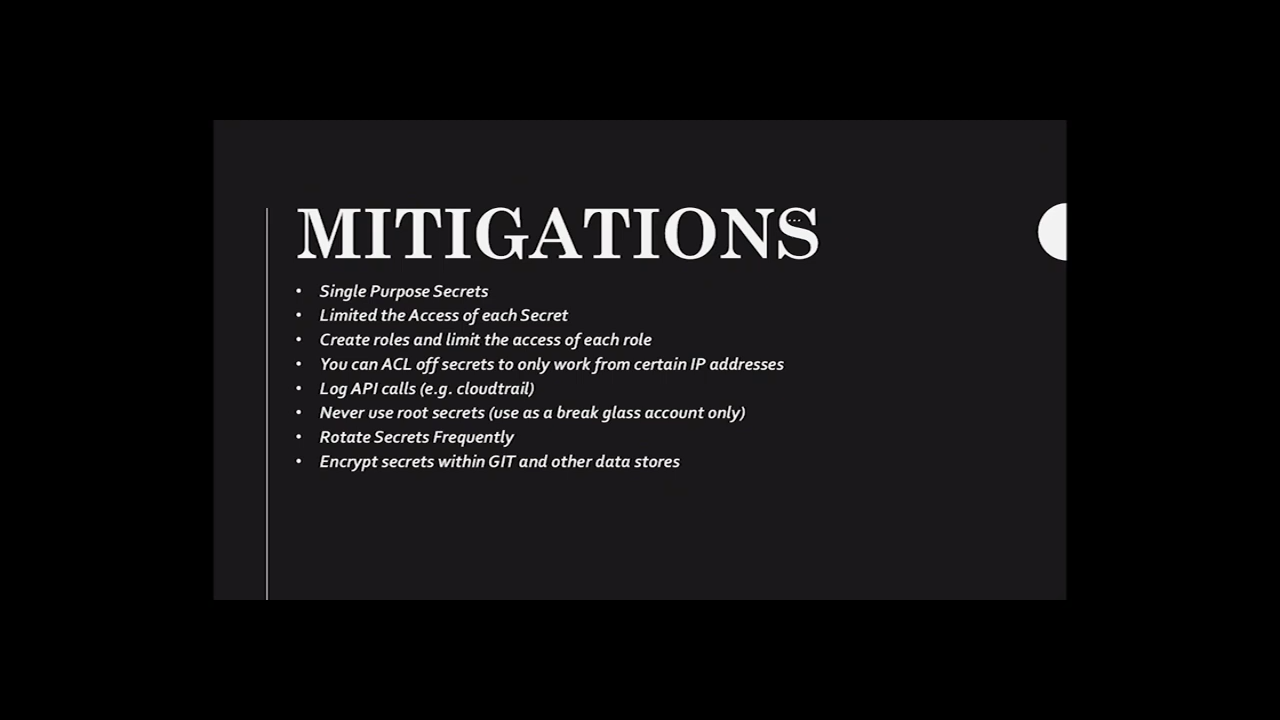 MITIGATIONS
• Single Purpose Secrets
• Limited the Access of each Secret
• Create roles and limit the access of each role
• You can ACL off secrets to only work from certain IP addresses
• Log API calls (e.g. cloudtrail)
• Never use root secrets (use as a break glass account only)
• Rotate Secrets Frequently
• Encrypt secrets within GIT and other data stores